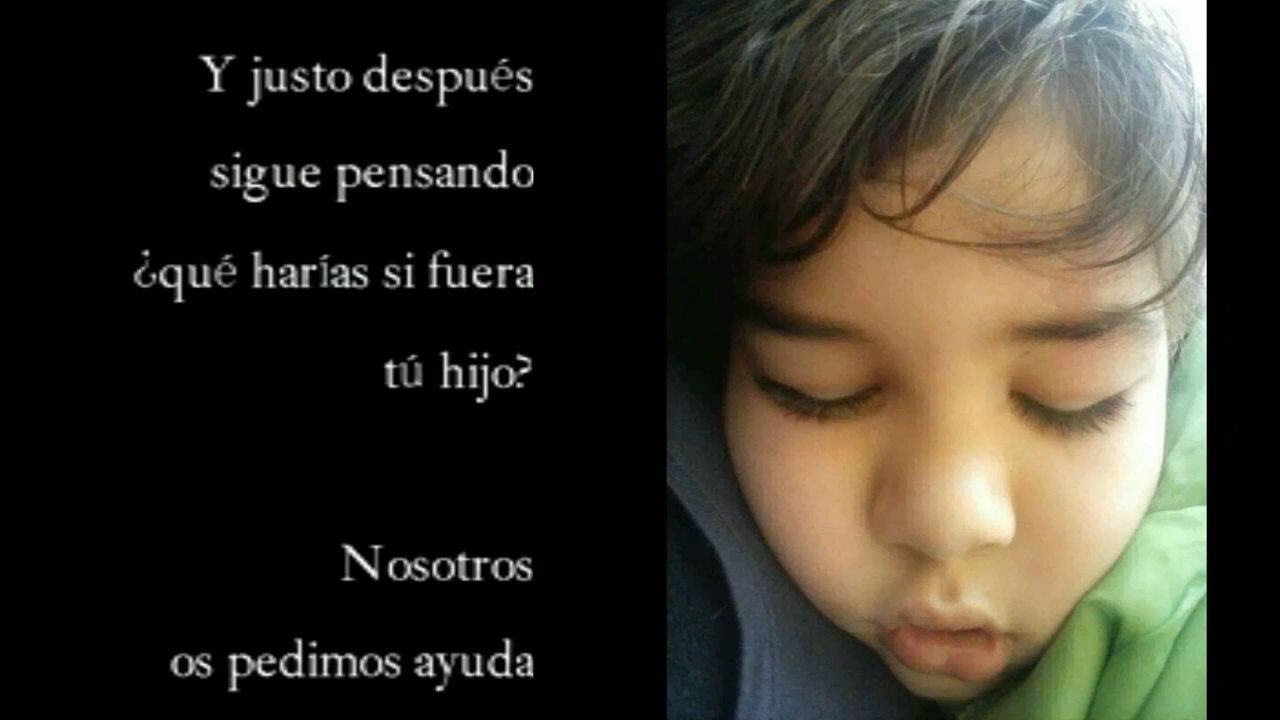 Y justo después
sigue pensando
¿qué harías si fuera
tú hijo?
Nosotros
os pedimos ayuda